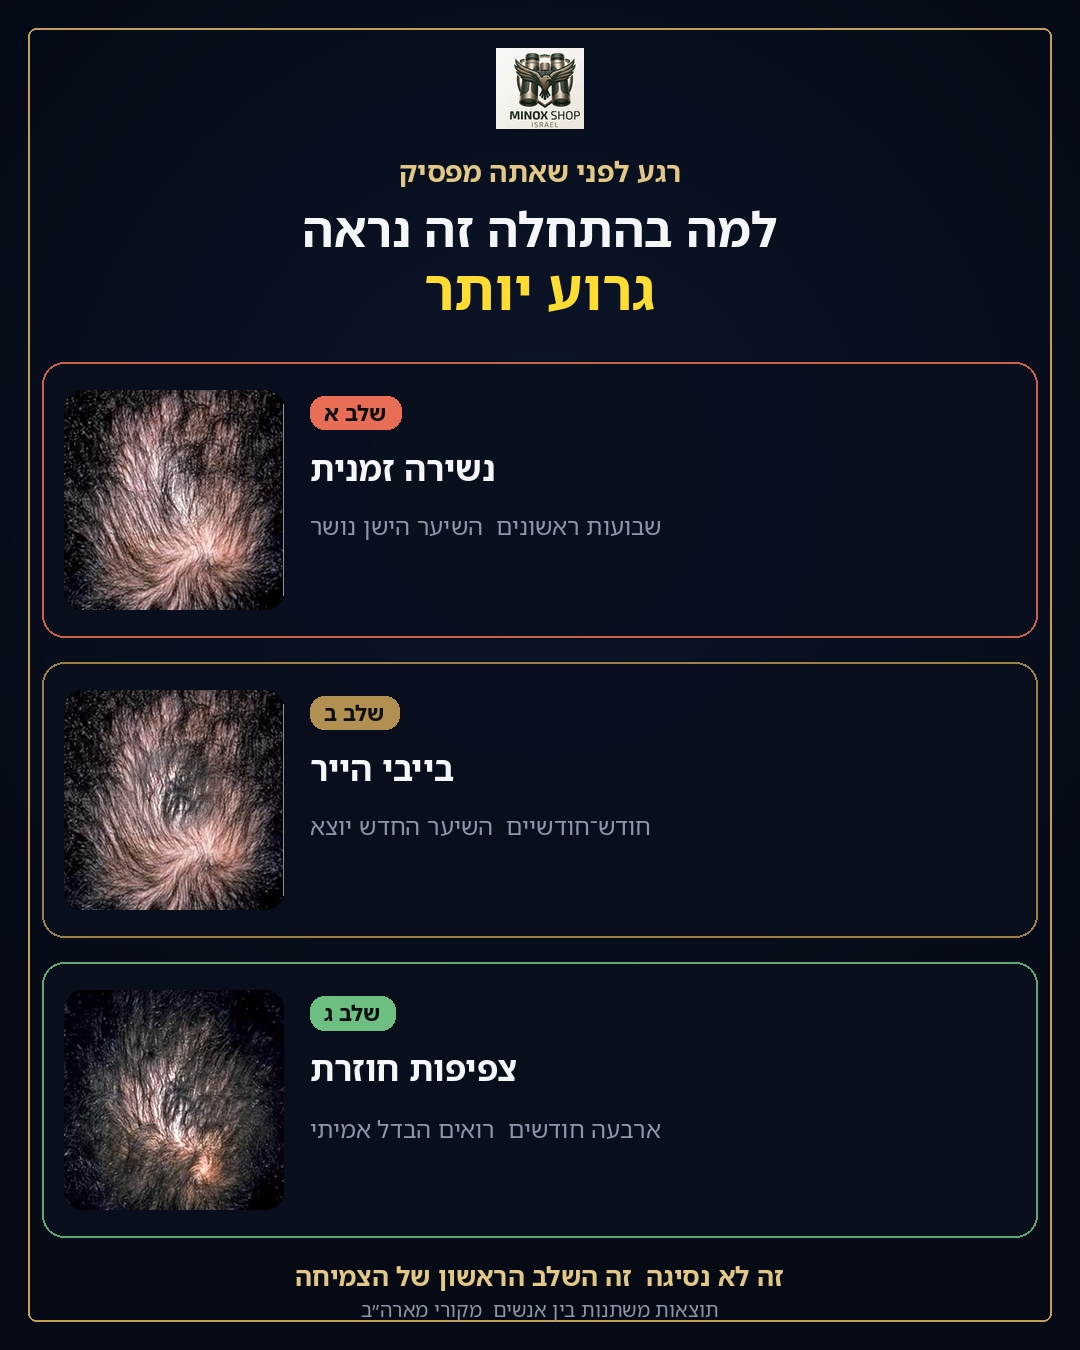 MINOX SHOP
ISRAEL
רגע לפני שאתה מפסיק
למה בהתחלה זה נראה
גרוע יותר
שלב א
נשירה זמנית
שבועות ראשונים  השיער הישן נושר
שלב ב
בייבי הייר
חודש־חודשיים  השיער החדש יוצא
שלב ג
צפיפות חוזרת
ארבעה חודשים  רואים הבדל אמיתי
זה לא נסיגה  זה השלב הראשון של הצמיחה
תוצאות משתנות בין אנשים  מקורי מארה״ב